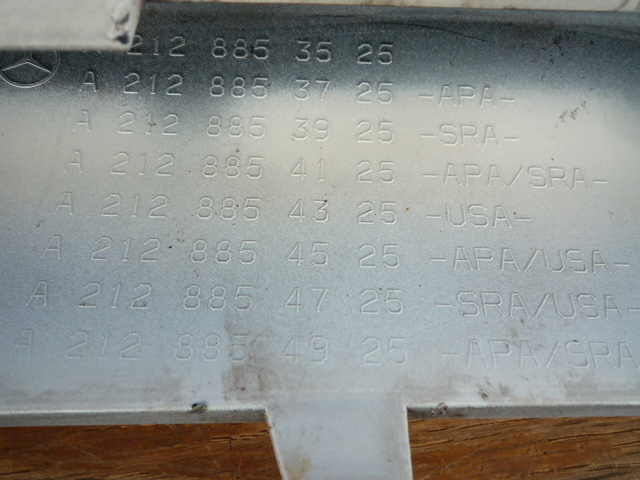 A 212 885 35 25
A 212 885 37 25 -APA-
A 212 885 39 25 -SRA-
A 212 885 41 25 -APA/SRA-
A 212 885 43 25 -USA-
A 212 885 45 25 -APA/USA-
A 212 885 47 25 -SRA/USA-
A 212 885 49 25 -APA/SRA